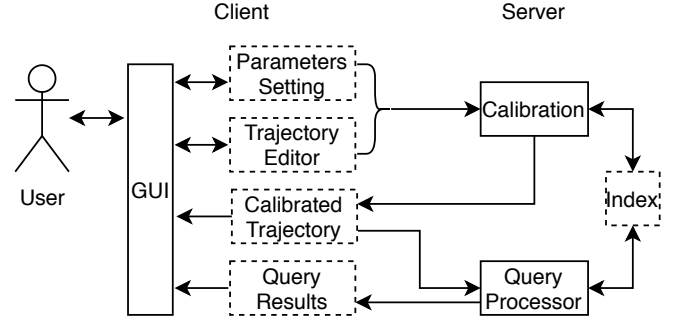 Client
Server
Parameters
Setting
Calibration
Trajectory
Editor
User
GUI
Calibrated
Trajectory
Index
Query
Results
Query
Processor